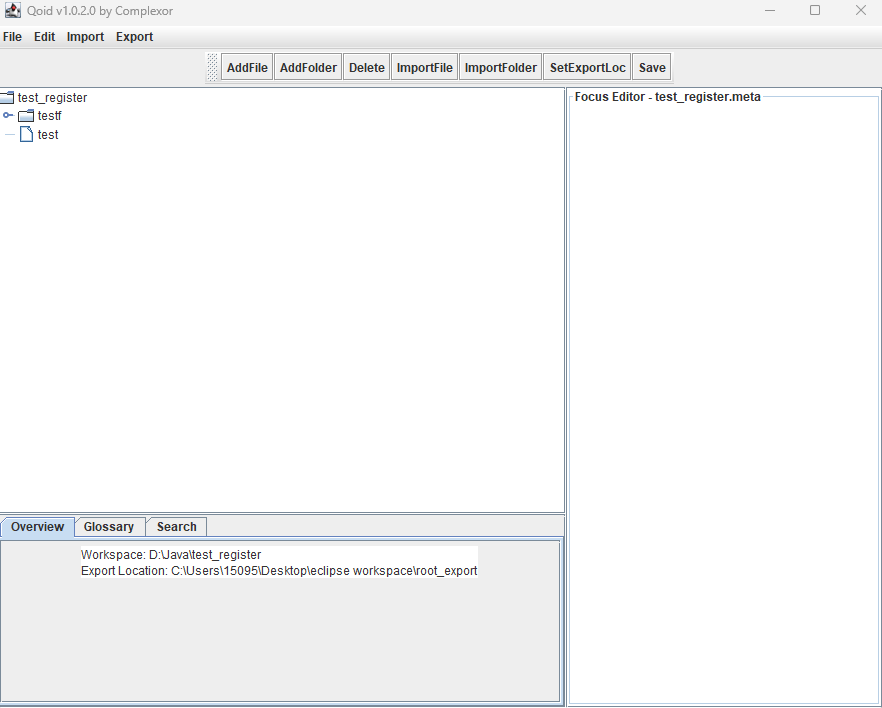 Qoid v1.0.2.0 by Complexor
File Edit Import Export
AddFile AddFolder Delete ImportFile ImportFolder SetExportLoc Save
test_register
testf
test
Focus Editor - test_register.meta
Overview Glossary Search
Workspace: D:\Java\test_register
Export Location: C:\Users\15095\Desktop\eclipse workspace\root_export